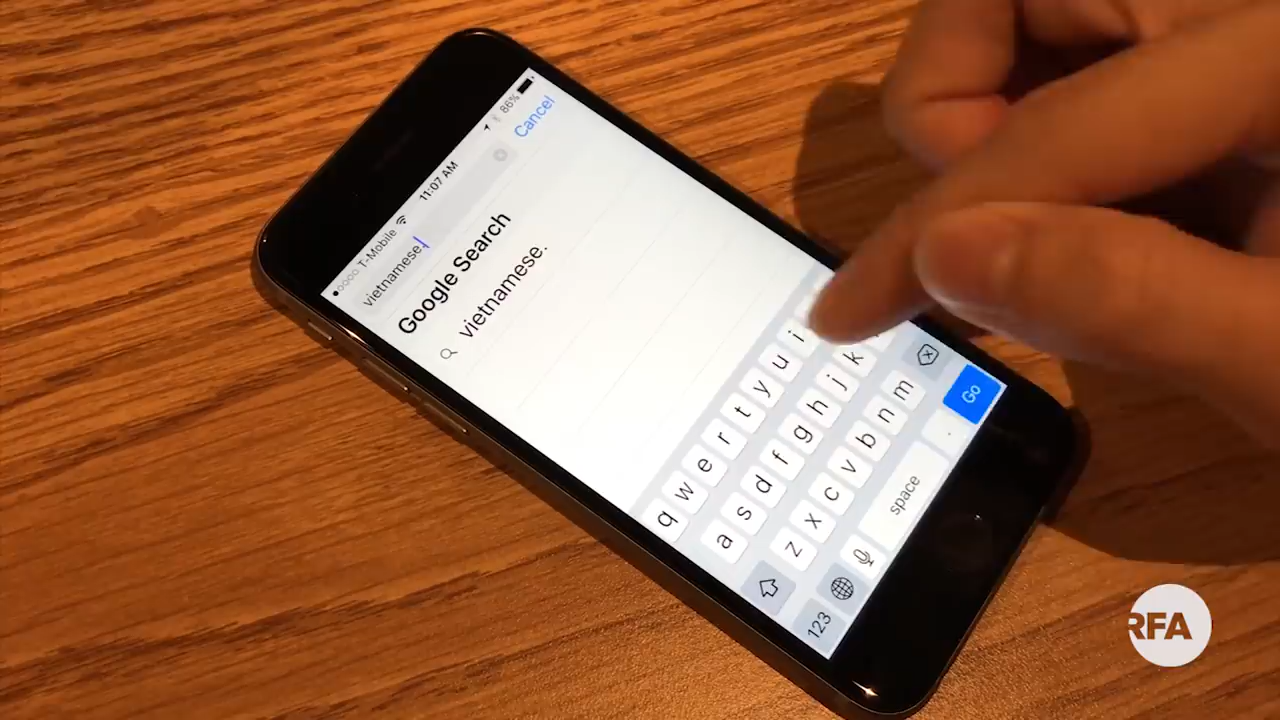 T-Mobile 11:07 AM 86%
vietnamese.
Cancel
Google Search
vietnamese.
q w e r t y u i
a s d f g h j k
z x c v b n m
123 space . Go
RFA